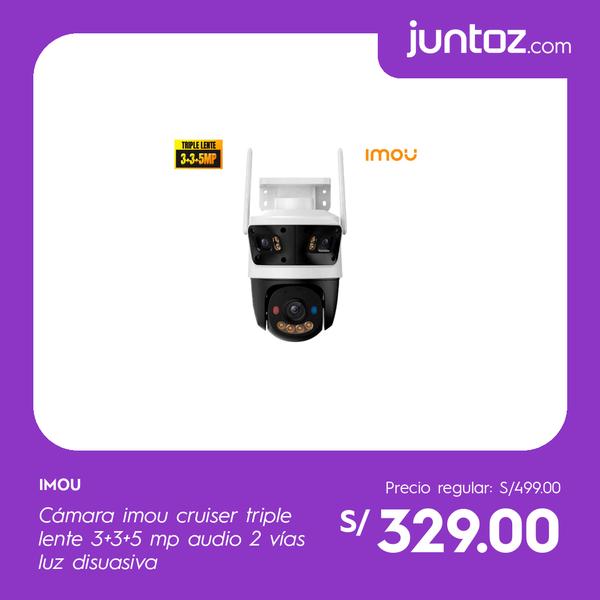 juntoz.com
TRIPLE LENTE
3+3+5MP
imou
IMOU
Cámara imou cruiser triple
lente 3+3+5 mp audio 2 vías
luz disuasiva
Precio regular: S/499.00
S/ 329.00